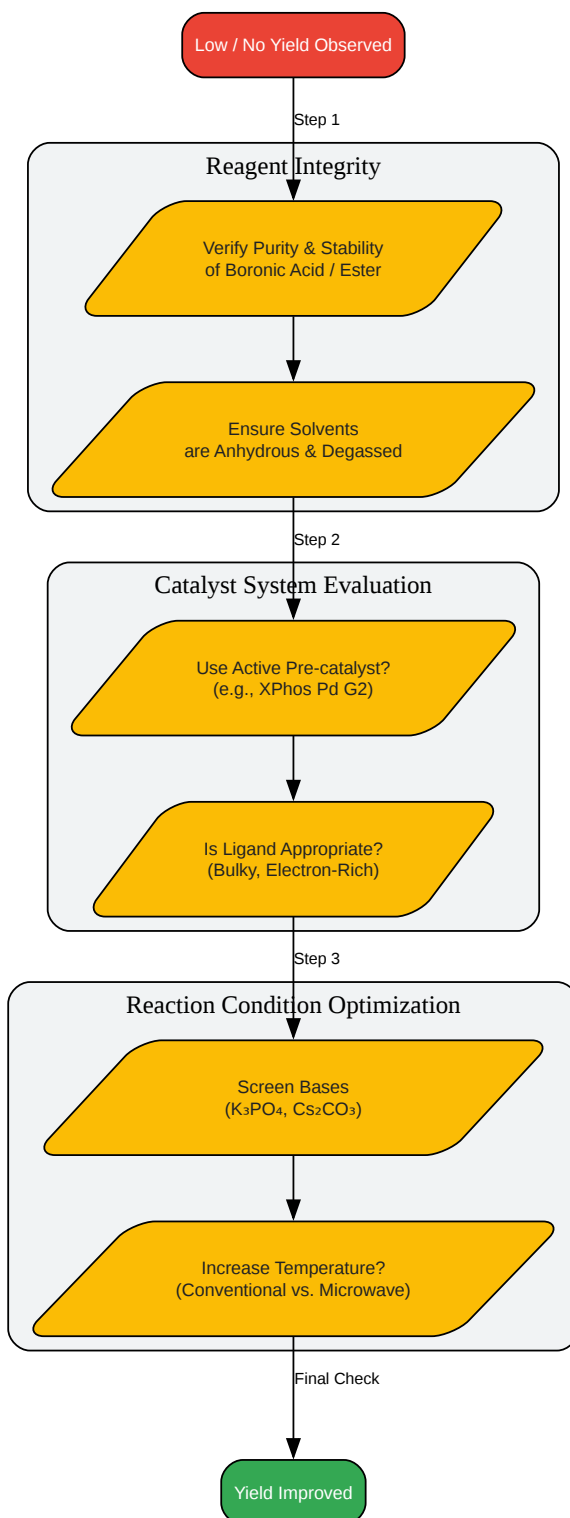 Low / No Yield Observed
Step 1
Reagent Integrity
Verify Purity & Stability
of Boronic Acid / Ester
Ensure Solvents
are Anhydrous & Degassed
Step 2
Catalyst System Evaluation
Use Active Pre-catalyst?
(e.g., XPhos Pd G2)
Is Ligand Appropriate?
(Bulky, Electron-Rich)
Step 3
Reaction Condition Optimization
Screen Bases
(K₃PO₄, Cs₂CO₃)
Increase Temperature?
(Conventional vs. Microwave)
Final Check
Yield Improved